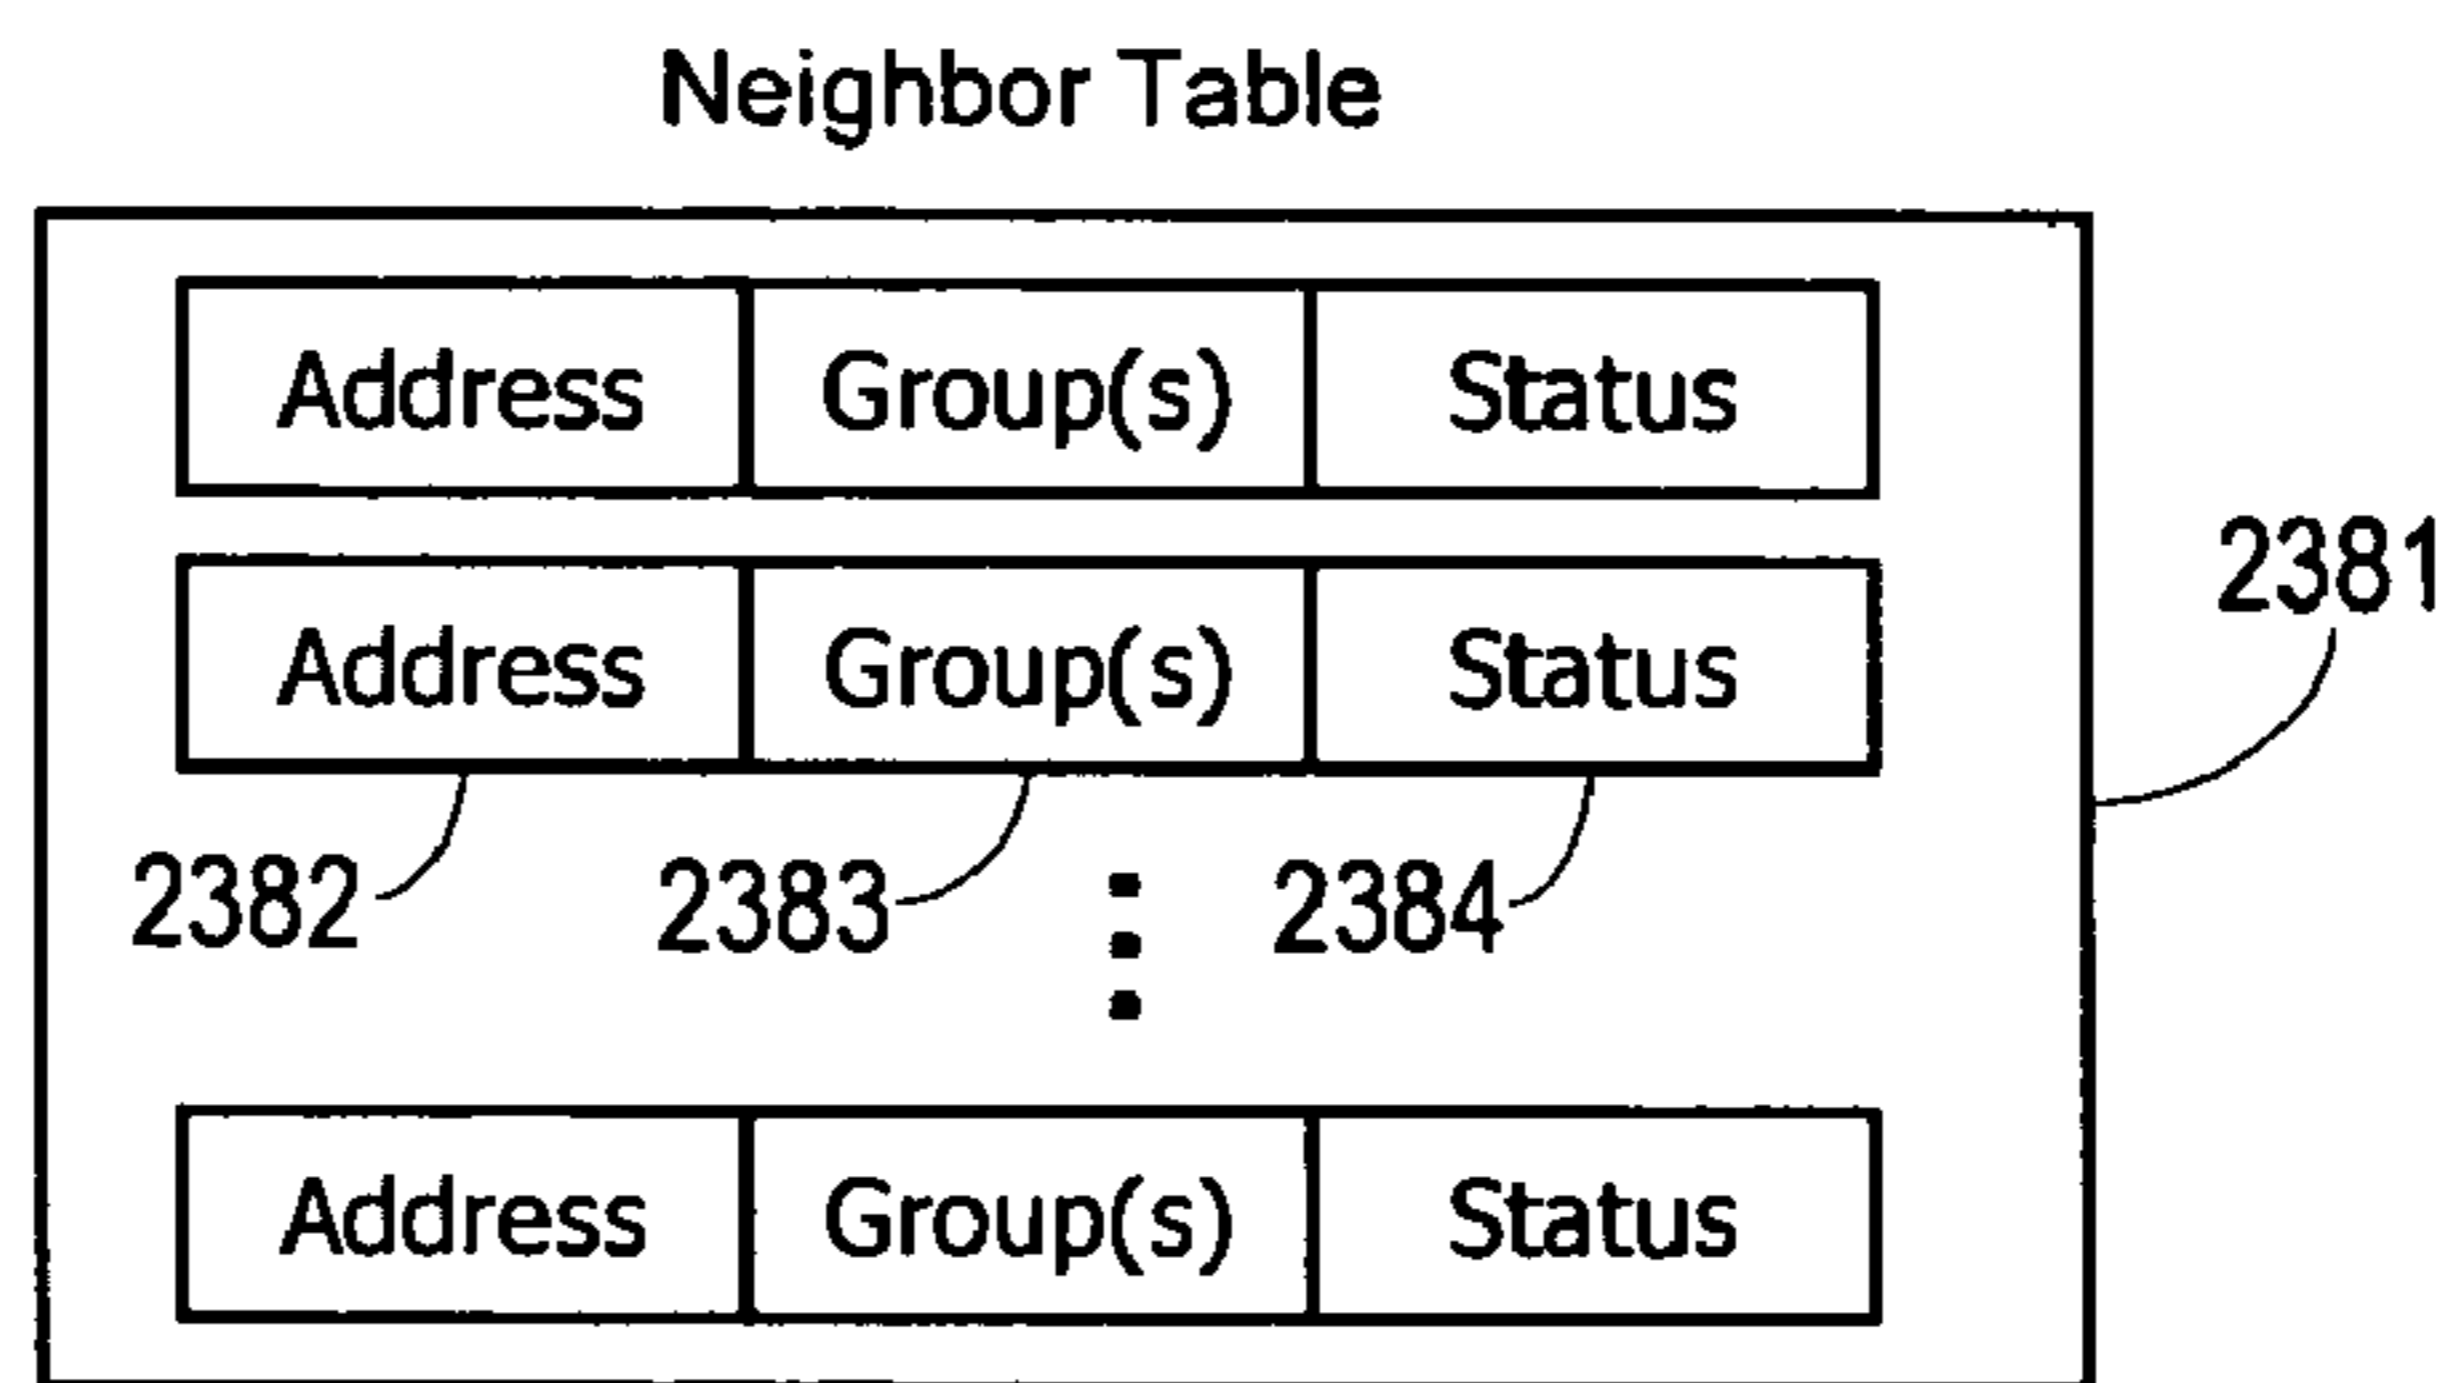 Neighbor Table
Address Group(s) Status
Address Group(s) Status
2381
2382 2383 2384
Address Group(s) Status